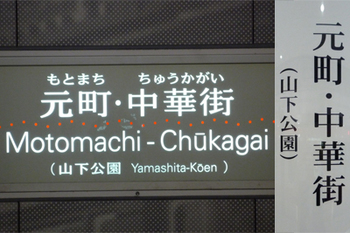 もとまち ちゅうかがい
元町・中華街
Motomachi - Chūkagai
(山下公園 Yamashita-Kōen)
元町・中華街
(山下公園)